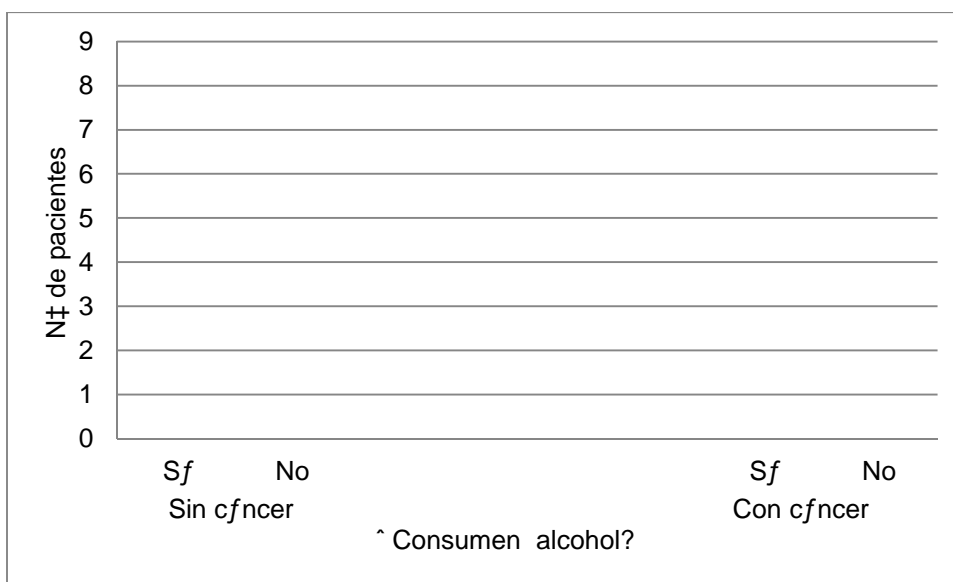 9
8
7
6
5
4
3
2
1
0
N‡ de pacientes
Sƒ No Sƒ No
Sin cƒncer Con cƒncer
ˆ Consumen alcohol?